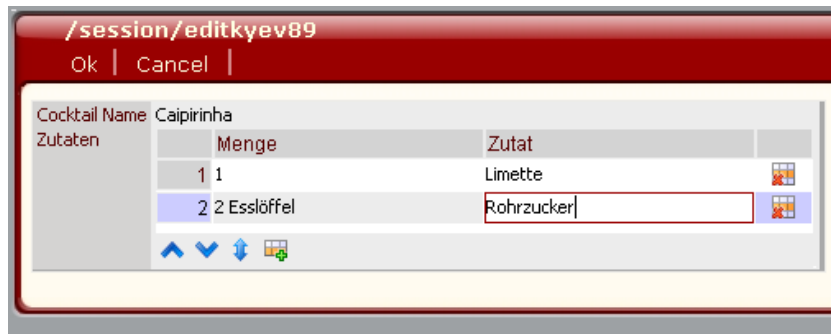 /session/editkyev89
Ok | Cancel |
Cocktail Name Caipirinha
Zutaten
Menge Zutat
1 1 Limette
2 2 Esslöffel Rohrzucker